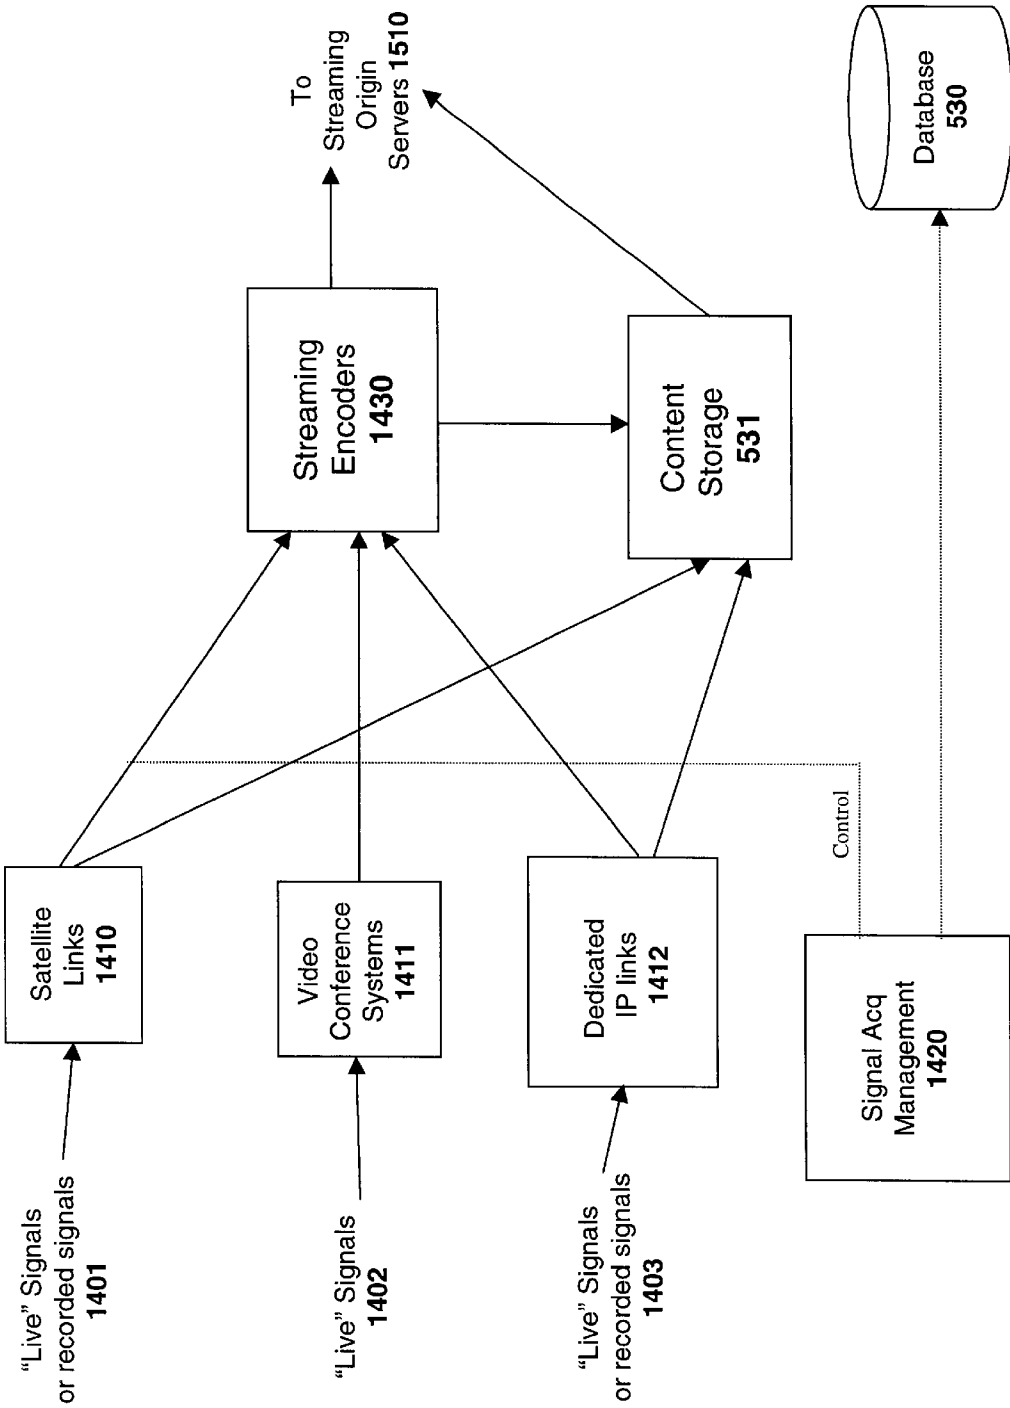 "Live" Signals
or recorded signals
1401
"Live" Signals
1402
"Live" Signals
or recorded signals
1403
Satellite
Links
1410
Video
Conference
Systems
1411
Dedicated
IP links
1412
Signal Acq
Management
1420
Control
Streaming
Encoders
1430
Content
Storage
531
To
Streaming
Origin
Servers 1510
Database
530